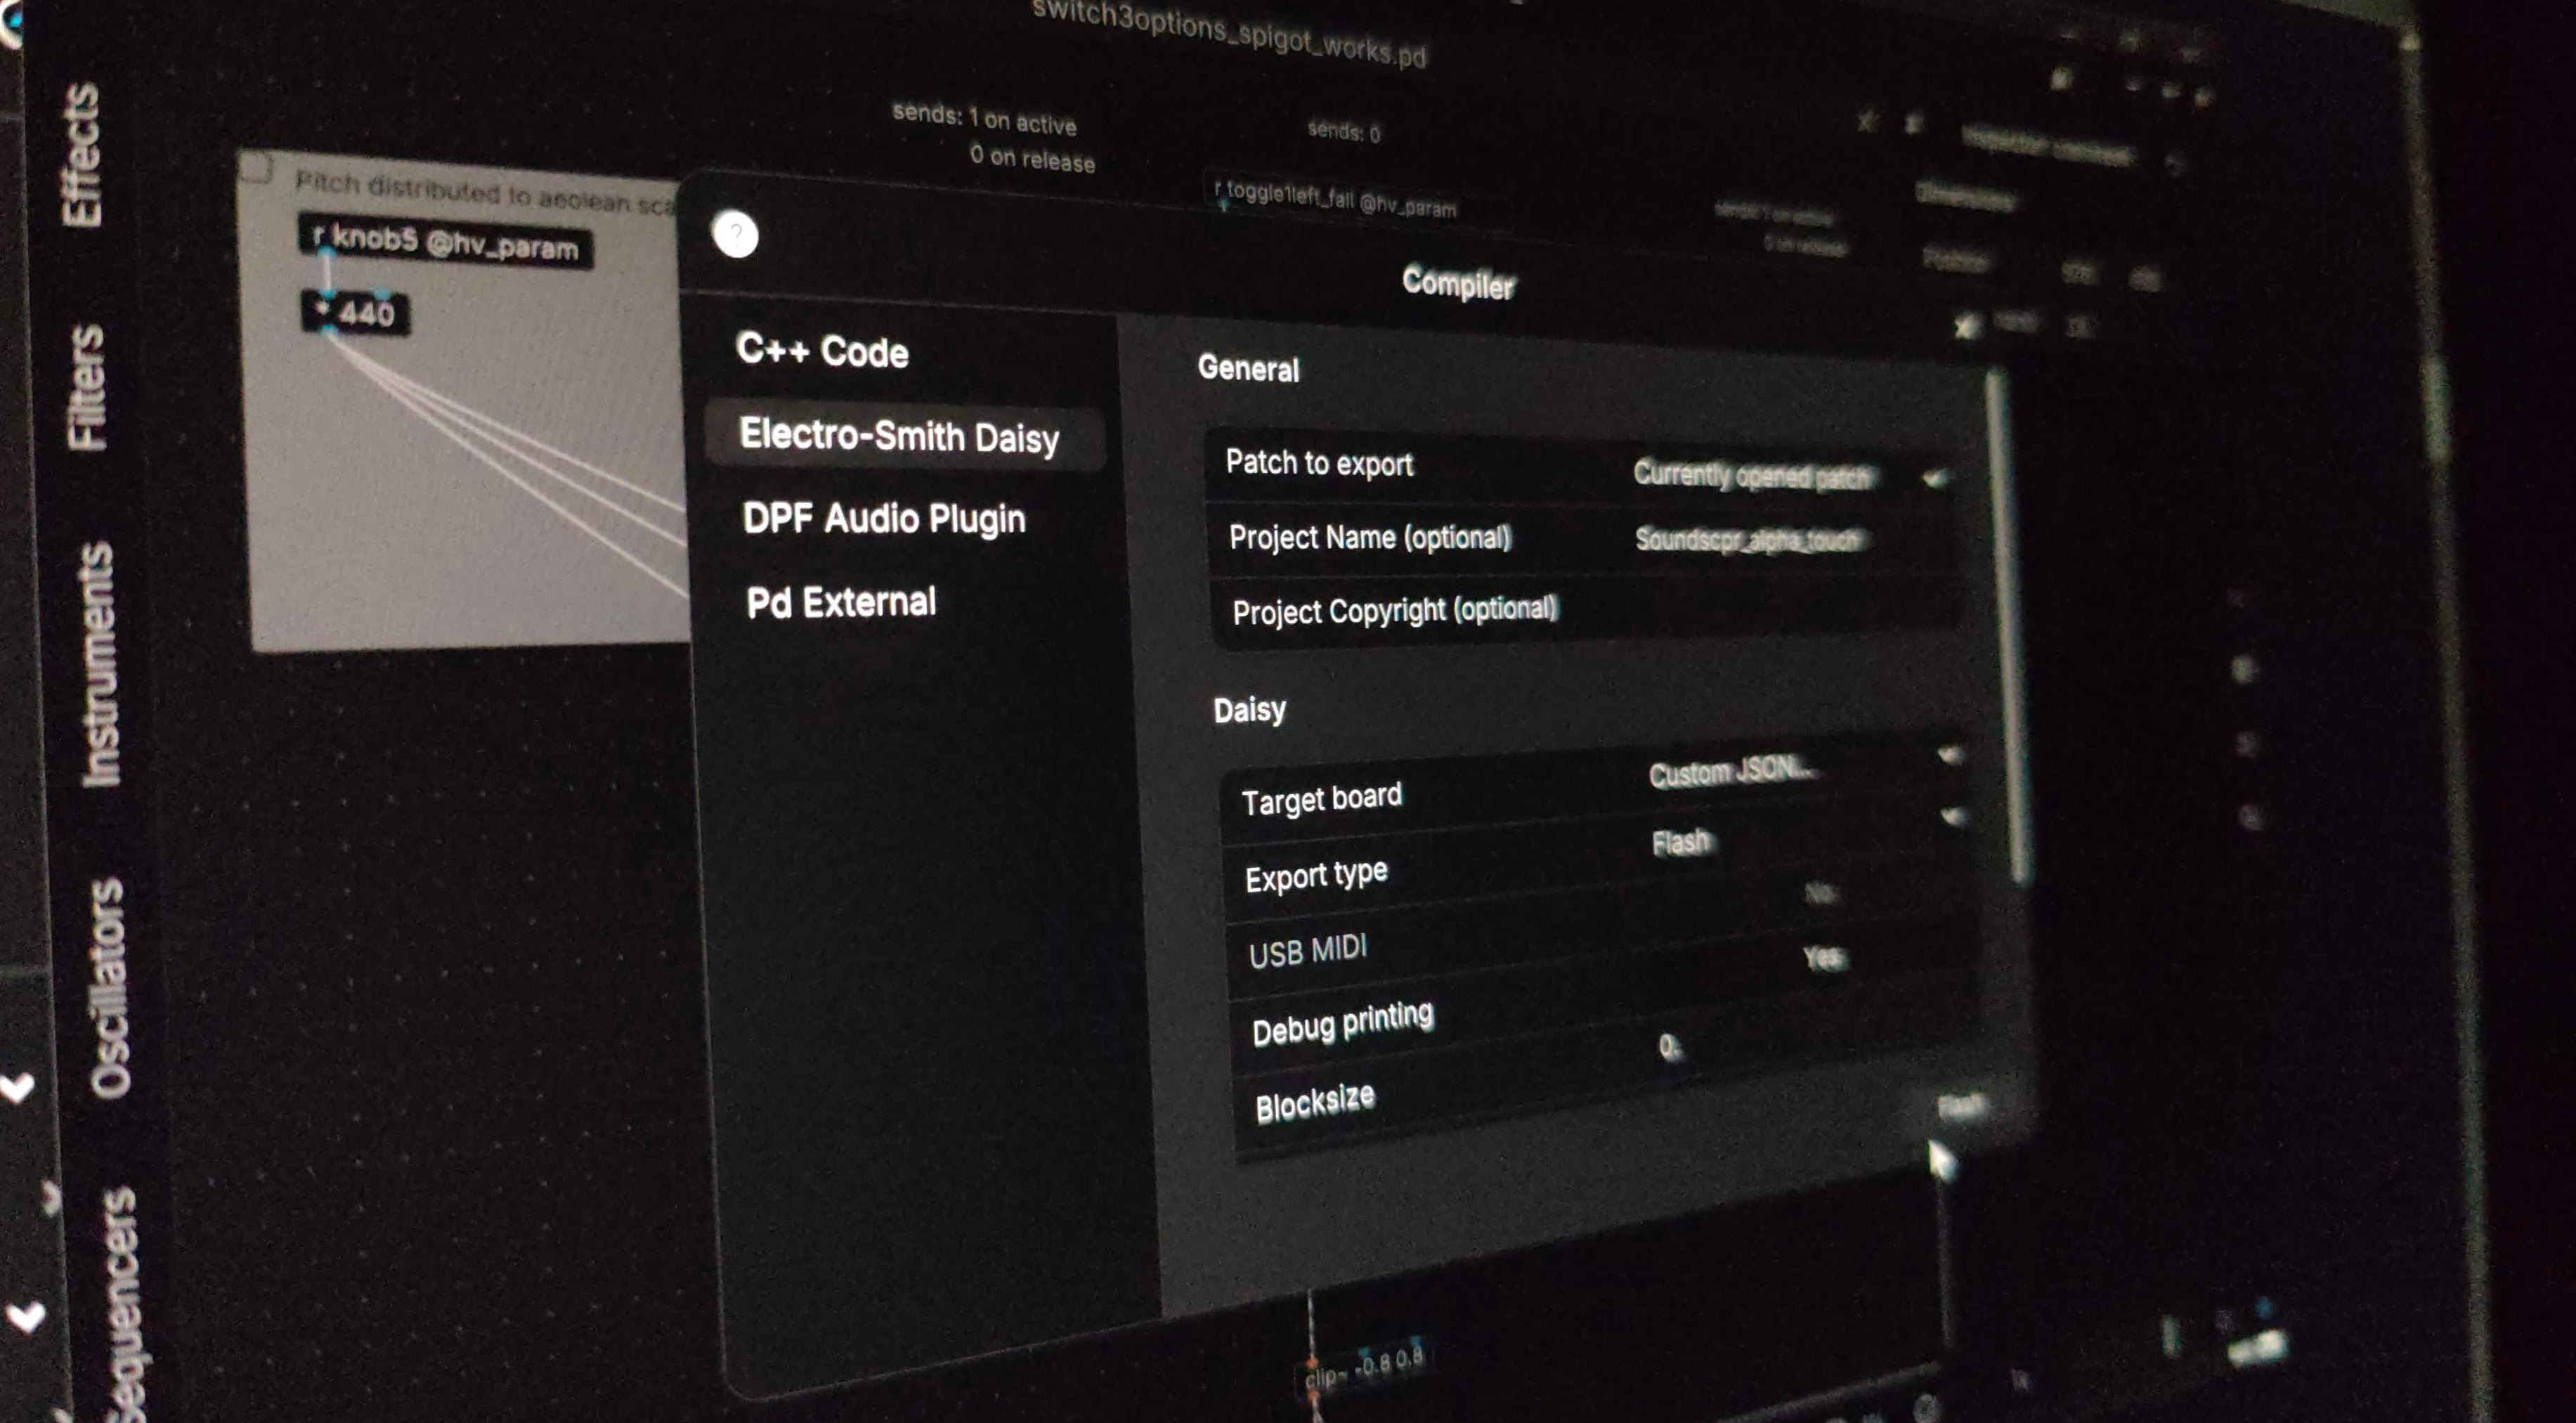 switch3options_spigot_works.pd
sends: 1 on active
0 on release
sends: 0
r toggle1left_fail @hv_param
0 on release
Effects
Filters
Instruments
Oscillators
Sequencers
Pitch distributed to aeolean sca
r knob5 @hv_param
* 440
?
Compiler
C++ Code
Electro-Smith Daisy
DPF Audio Plugin
Pd External
General
Patch to export
Currently opened patch
Project Name (optional)
Soundscpr_alpha_touch
Project Copyright (optional)
Daisy
Target board
Custom JSON...
Export type
Flash
USB MIDI
No
Debug printing
Yes
Blocksize
Flash
clip~ -0.8 0.8